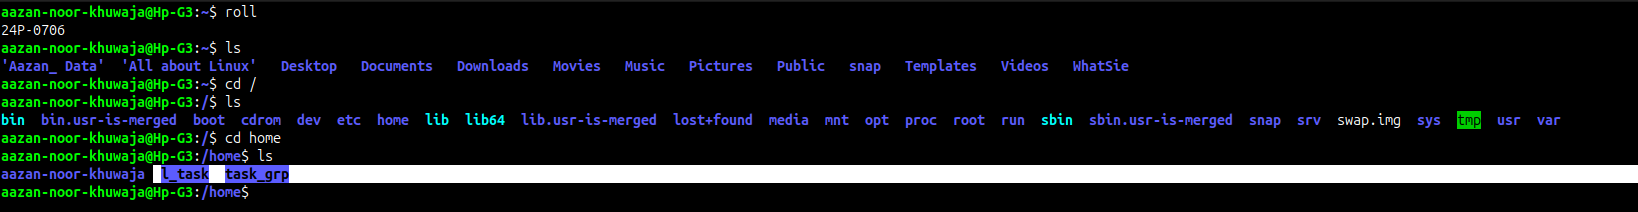 aazan-noor-khuwaja@Hp-G3:~$ roll
24P-0706
aazan-noor-khuwaja@Hp-G3:~$ ls
'Aazan_ Data'  'All about Linux'   Desktop   Documents   Downloads   Movies   Music   Pictures   Public   snap   Templates   Videos   WhatSie
aazan-noor-khuwaja@Hp-G3:~$ cd /
aazan-noor-khuwaja@Hp-G3:/$ ls
bin  bin.usr-is-merged  boot  cdrom  dev  etc  home  lib  lib64  lib.usr-is-merged  lost+found  media  mnt  opt  proc  root  run  sbin  sbin.usr-is-merged  snap  srv  swap.img  sys  tmp  usr  var
aazan-noor-khuwaja@Hp-G3:/$ cd home
aazan-noor-khuwaja@Hp-G3:/home$ ls
aazan-noor-khuwaja  l_task  task_grp
aazan-noor-khuwaja@Hp-G3:/home$